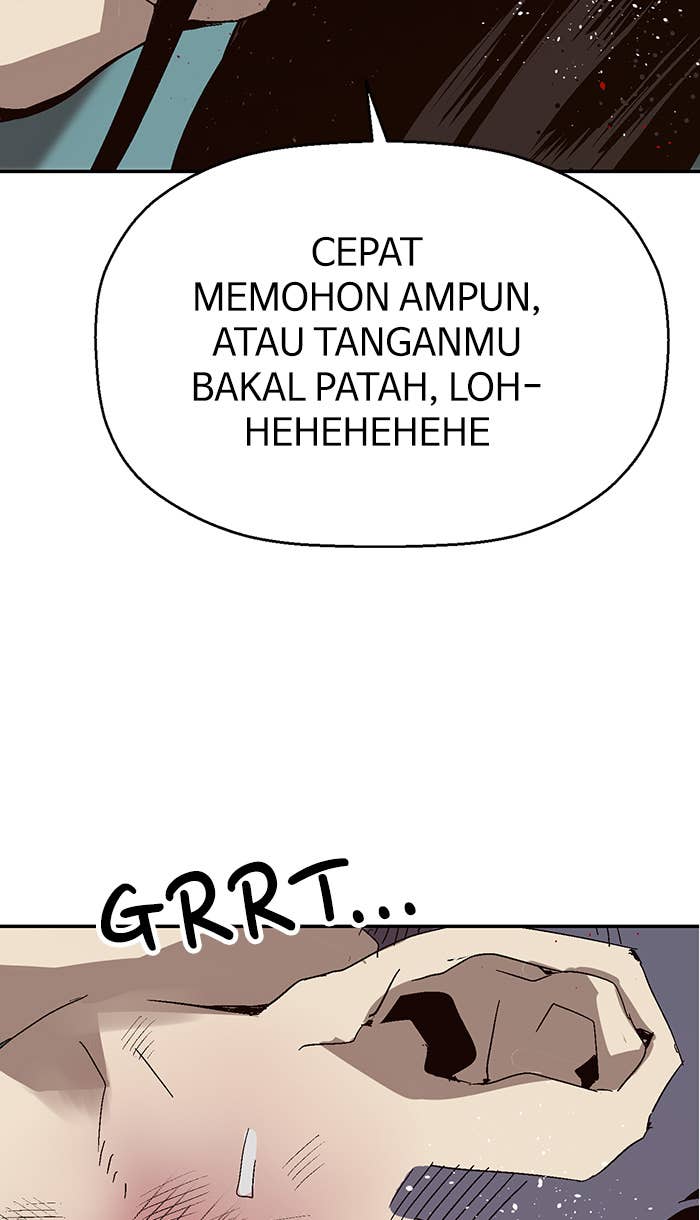 CEPAT
MEMOHON AMPUN,
ATAU TANGANMU
BAKAL PATAH, LOH-
HEHEHEHEHE
GRRT...